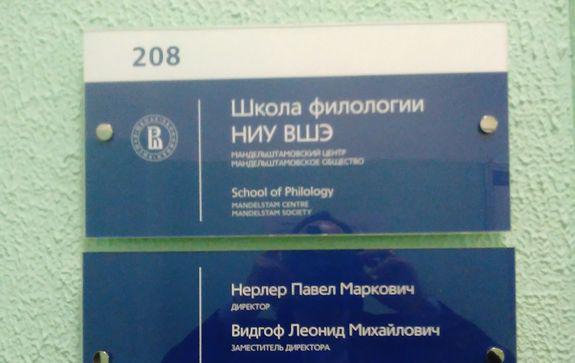 208
Школа филологии
НИУ ВШЭ
МАНДЕЛЬШТАМОВСКИЙ ЦЕНТР
МАНДЕЛЬШТАМОВСКОЕ ОБЩЕСТВО
School of Philology
MANDELSTAM CENTRE
MANDELSTAM SOCIETY
Нерлер Павел Маркович
ДИРЕКТОР
Видгоф Леонид Михайлович
ЗАМЕСТИТЕЛЬ ДИРЕКТОРА